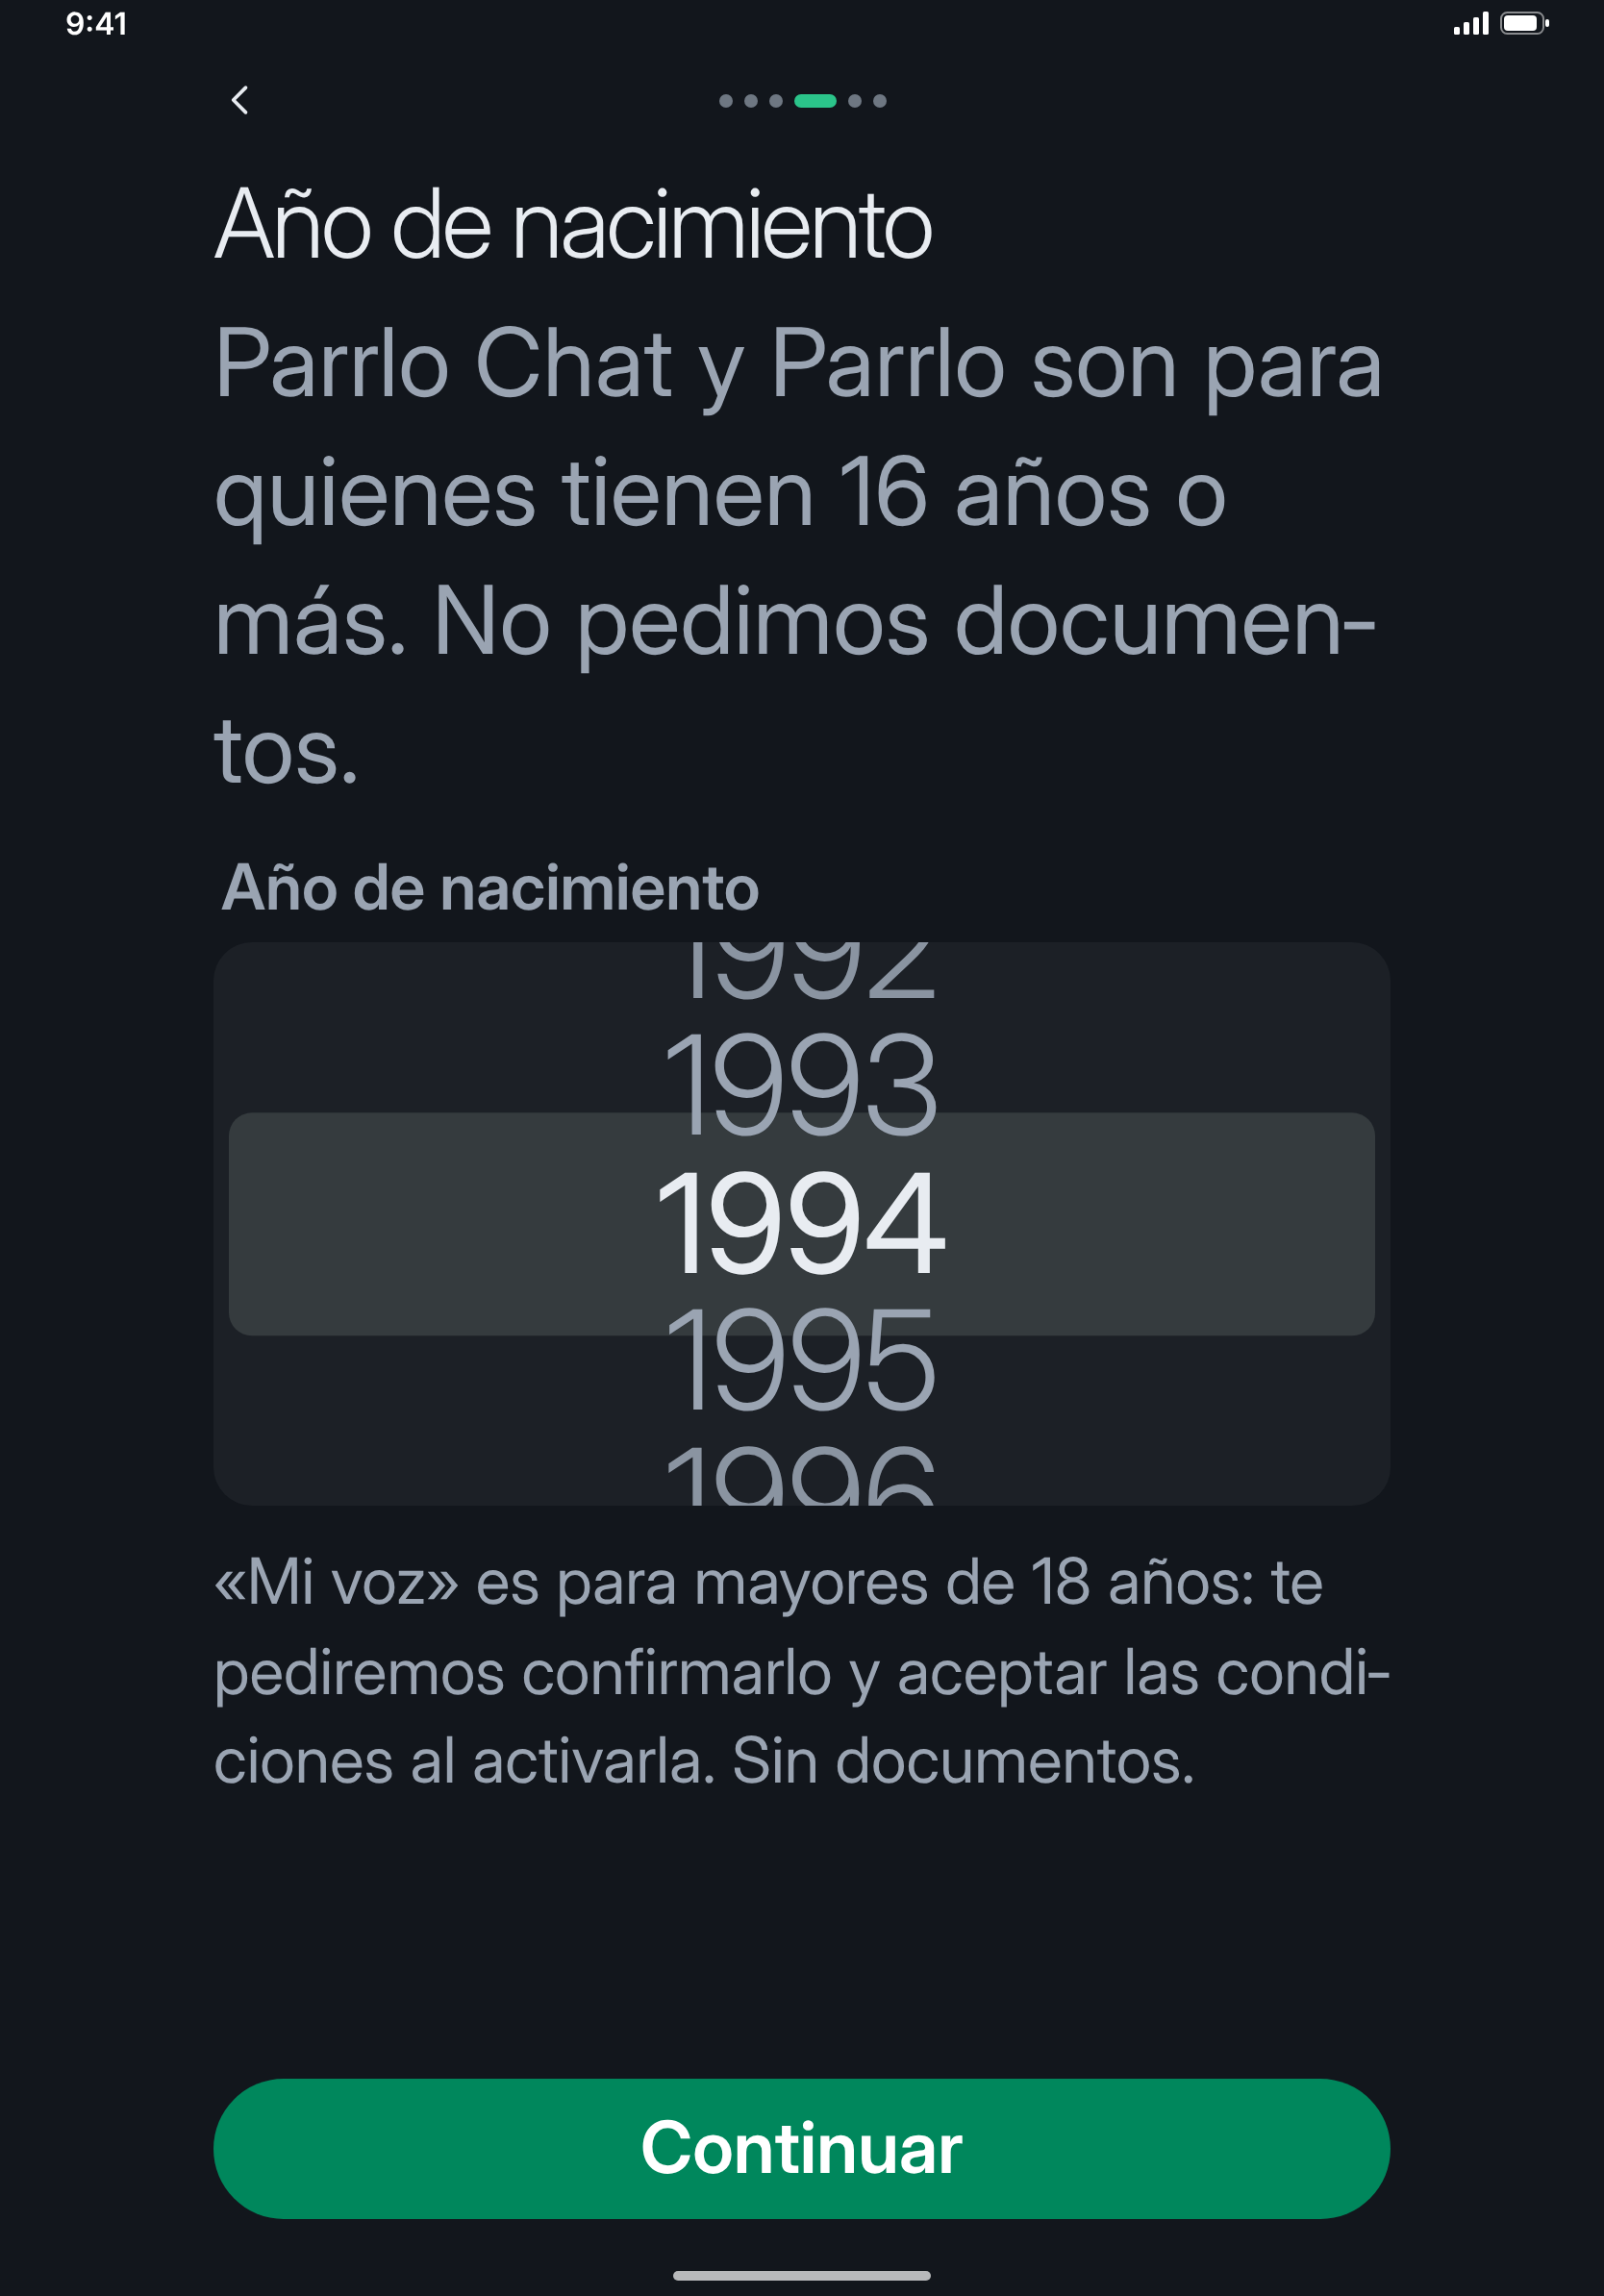 9:41
Año de nacimiento
Parrlo Chat y Parrlo son para
quienes tienen 16 años o
más. No pedimos documen-
tos.
Año de nacimiento
1992
1993
1994
1995
1996
«Mi voz» es para mayores de 18 años: te
pediremos confirmarlo y aceptar las condi-
ciones al activarla. Sin documentos.
Continuar